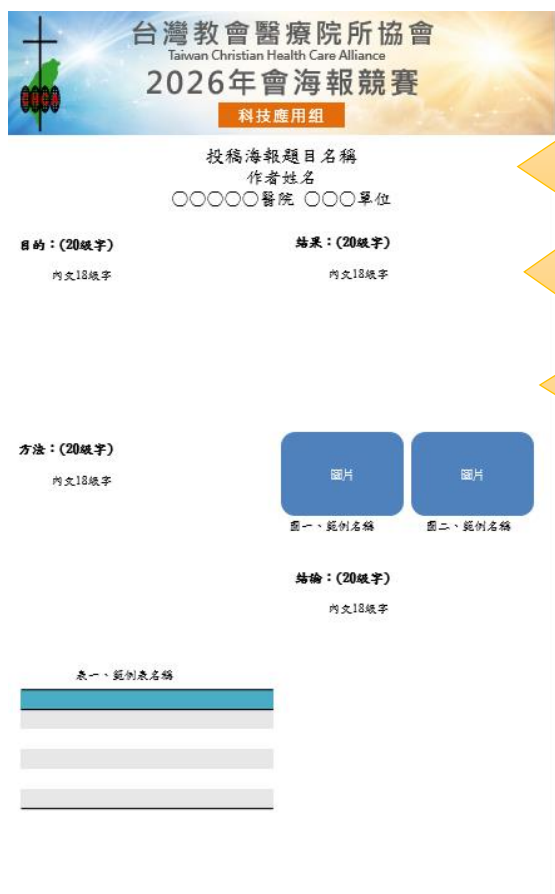 台灣教會醫療院所協會
Taiwan Christian Health Care Alliance
2026年會海報競賽
科技應用組
CHCA
投稿海報題目名稱
作者姓名
○○○○○醫院 ○○○單位
目的：(20級字)
內文18級字
方法：(20級字)
內文18級字
表一、範例表名稱
結果：(20級字)
內文18級字
圖片
圖片
圖一、範例名稱
圖二、範例名稱
結論：(20級字)
內文18級字